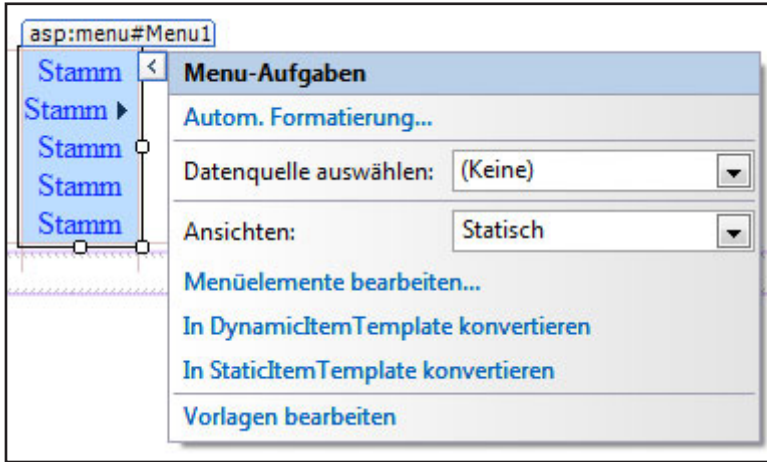 asp:menu#Menu1
Stamm
Stamm
Stamm
Stamm
Stamm
Menu-Aufgaben
Autom. Formatierung...
Datenquelle auswählen: (Keine)
Ansichten: Statisch
Menüelemente bearbeiten...
In DynamicItemTemplate konvertieren
In StaticItemTemplate konvertieren
Vorlagen bearbeiten